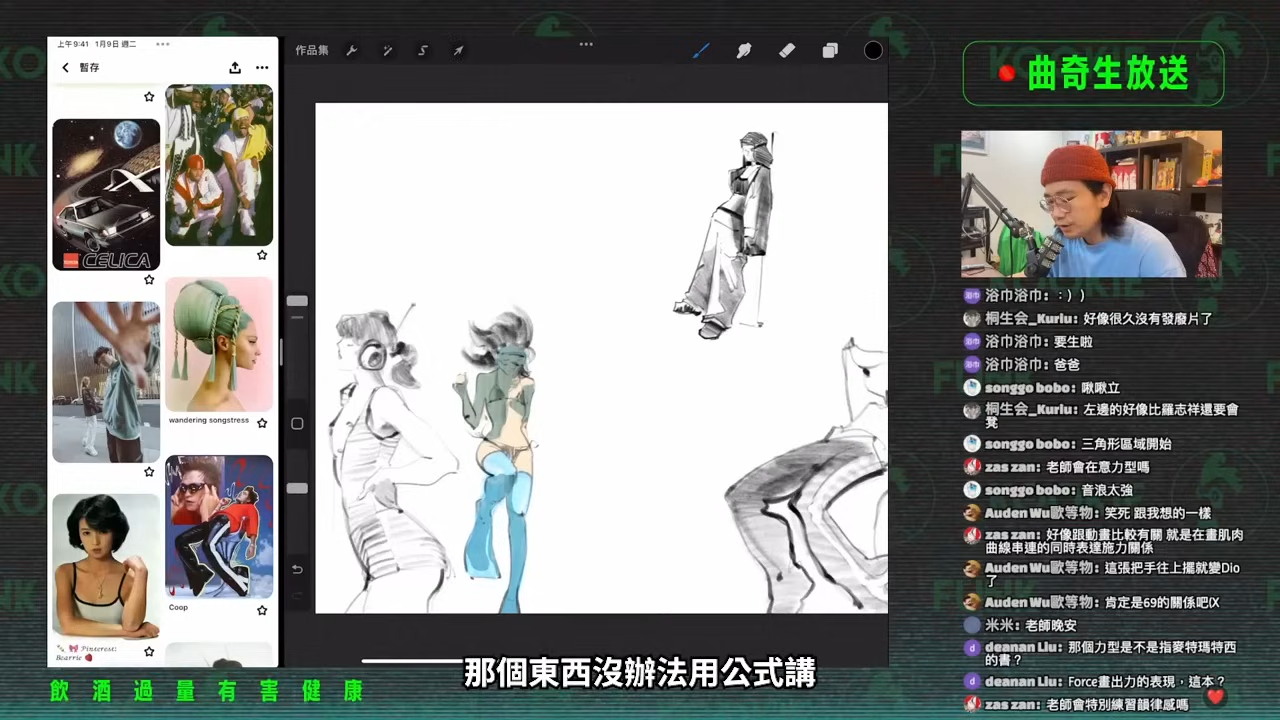 上午9:41 1月9日 週二
暫存
CELICA
wandering songstress
Coop
Pinterest:
Bearrie
作品集
曲奇生放送
浴巾浴巾: : ) )
桐生会_Kuriu: 好像很久沒有發廢片了
浴巾浴巾: 要生啦
浴巾浴巾: 爸爸
songgo bobo: 啾啾立
桐生会_Kuriu: 左邊的好像比羅志祥還要會
凳
songgo bobo: 三角形區域開始
zas zan: 老師會在意力型嗎
songgo bobo: 音浪太強
Auden Wu歐等物: 笑死 跟我想的一樣
zas zan: 好像跟動畫比較有關 就是在畫肌肉
曲線串連的同時表達施力關係
Auden Wu歐等物: 這張把手往上擺就變Dio
了
Auden Wu歐等物: 肯定是69的關係吧(X
米米: 老師晚安
deanan Liu: 那個力型是不是指麥特瑪特西
的書？
deanan Liu: Force畫出力的表現，這本？
zas zan: 老師會特別練習韻律感嗎
那個東西沒辦法用公式講
飲酒過量有害健康